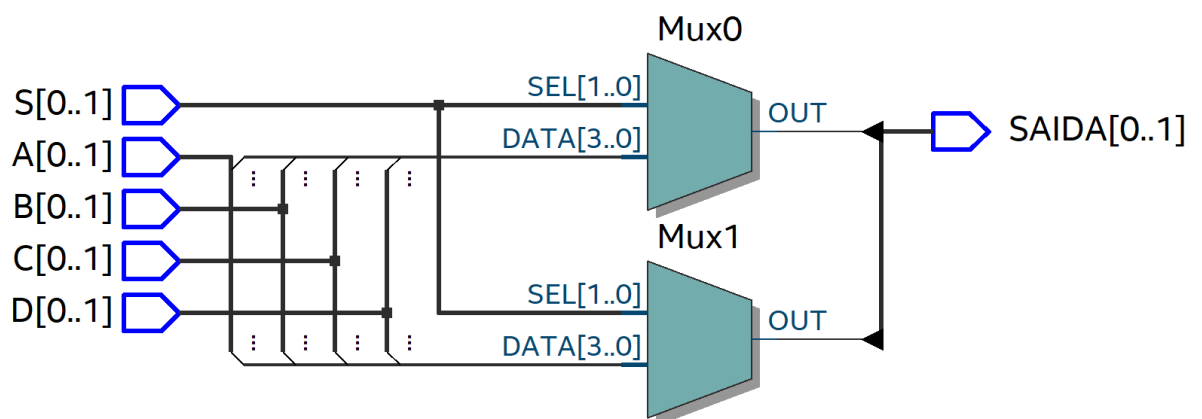 Mux0
S[0..1]
SEL[1..0]
OUT
SAIDA[0..1]
A[0..1]
DATA[3..0]
B[0..1]
Mux1
C[0..1]
D[0..1]
SEL[1..0]
OUT
DATA[3..0]